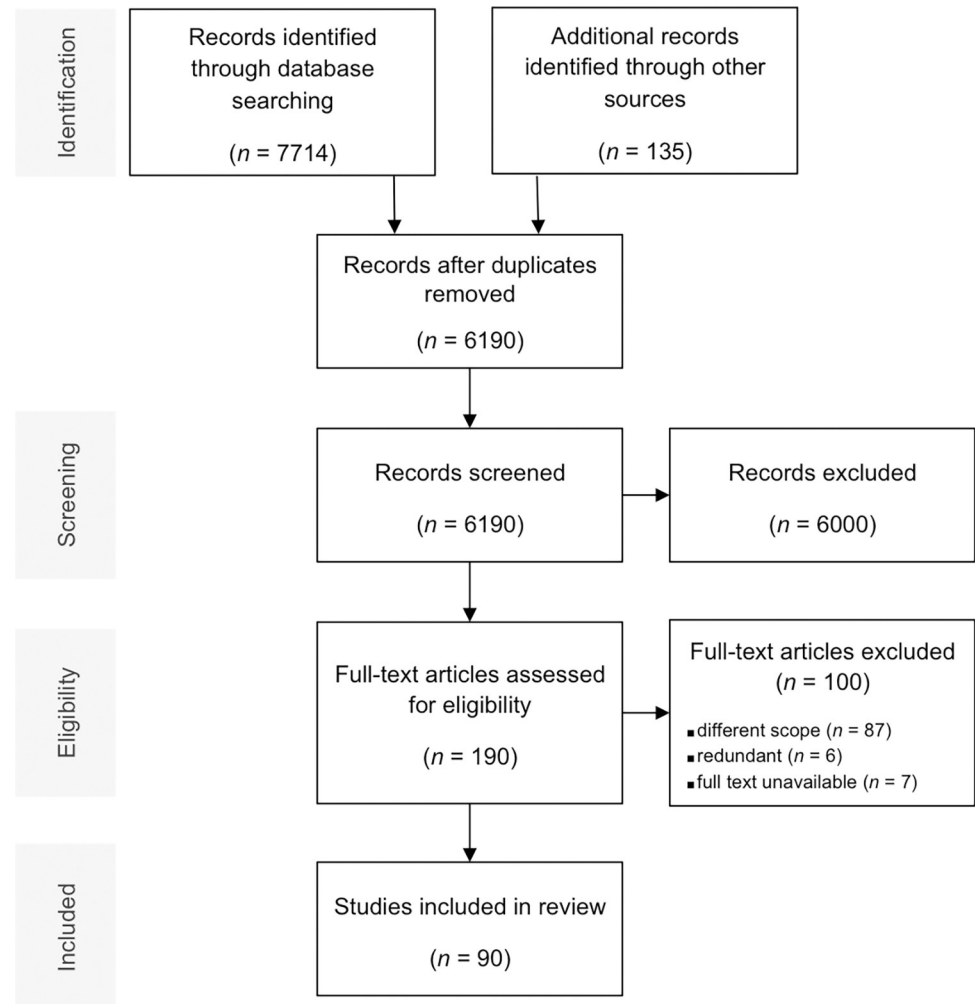 Identification
Records identified
through database
searching
(n = 7714)
Additional records
identified through other
sources
(n = 135)
Records after duplicates
removed
(n = 6190)
Screening
Records screened
(n = 6190)
Records excluded
(n = 6000)
Eligibility
Full-text articles assessed
for eligibility
(n = 190)
Full-text articles excluded
(n = 100)
▪different scope (n = 87)
▪redundant (n = 6)
▪full text unavailable (n = 7)
Included
Studies included in review
(n = 90)